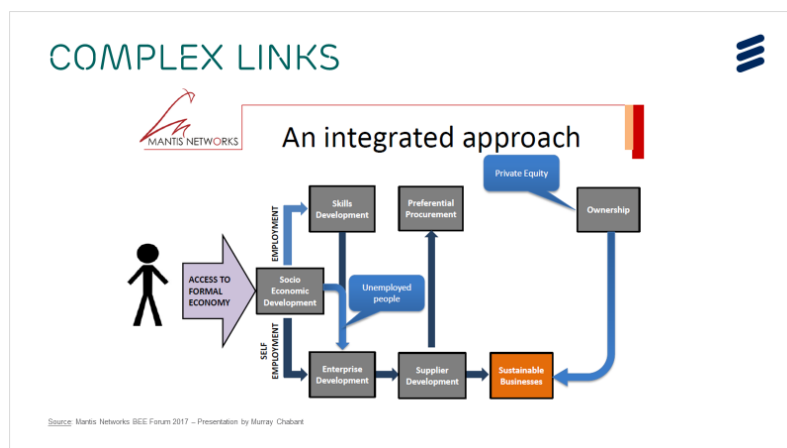 COMPLEX LINKS
MANTIS NETWORKS
An integrated approach
Private Equity
Skills
Development
Preferential
Procurement
Ownership
EMPLOYMENT
ACCESS TO
FORMAL
ECONOMY
Socio
Economic
Development
Unemployed
people
SELF
EMPLOYMENT
Enterprise
Development
Supplier
Development
Sustainable
Businesses
Source: Mantis Networks BEE Forum 2017 – Presentation by Murray Chabant